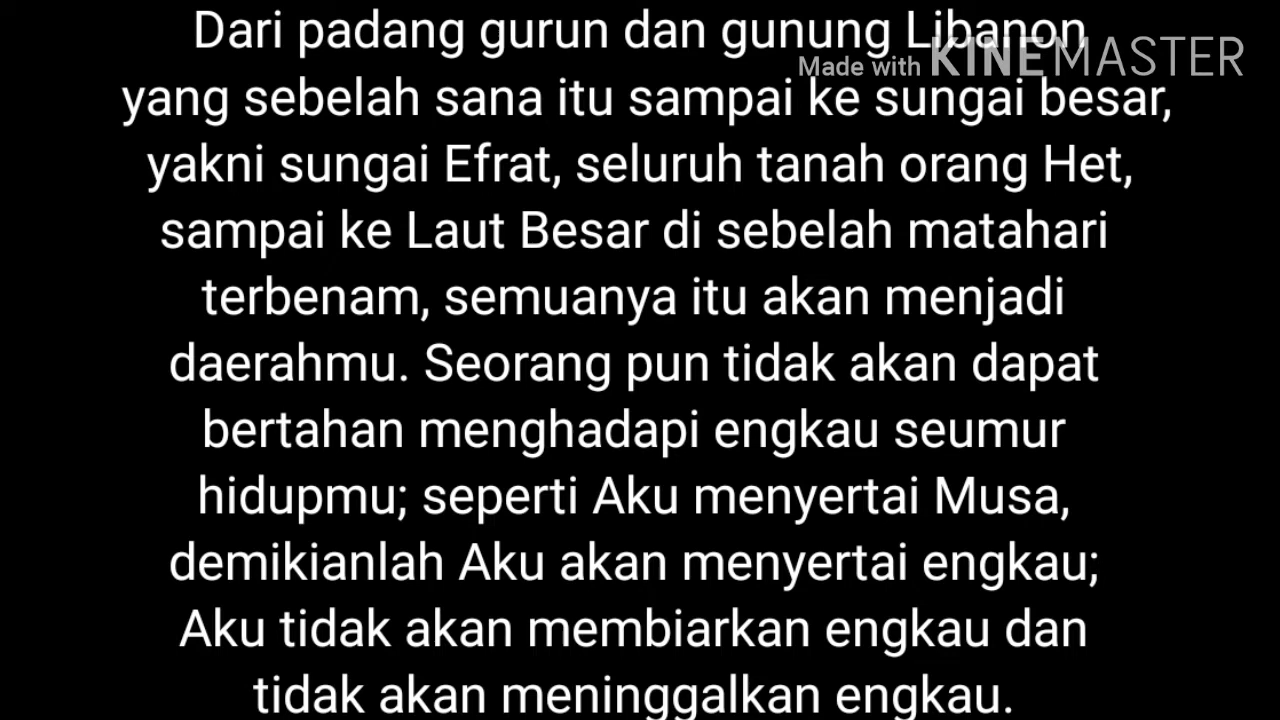 Dari padang gurun dan gunung Libanon
Made with KINEMASTER
yang sebelah sana itu sampai ke sungai besar,
yakni sungai Efrat, seluruh tanah orang Het,
sampai ke Laut Besar di sebelah matahari
terbenam, semuanya itu akan menjadi
daerahmu. Seorang pun tidak akan dapat
bertahan menghadapi engkau seumur
hidupmu; seperti Aku menyertai Musa,
demikianlah Aku akan menyertai engkau;
Aku tidak akan membiarkan engkau dan
tidak akan meninggalkan engkau.